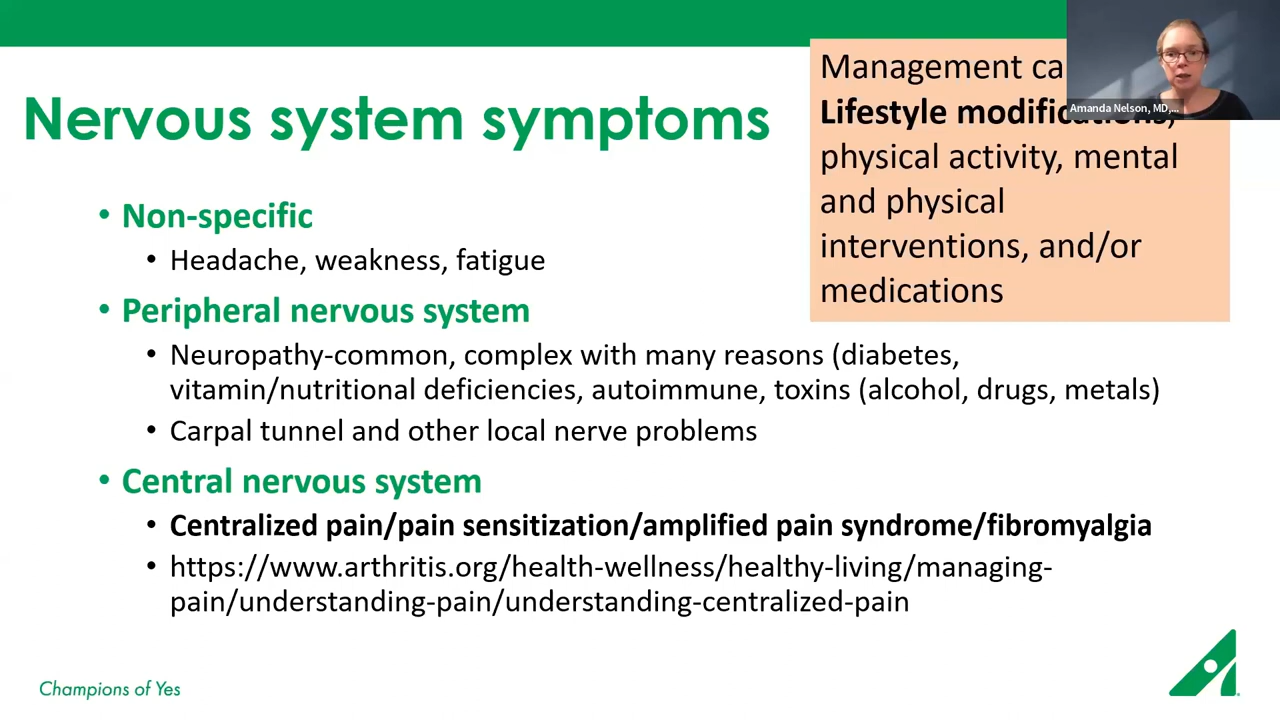 Management ca
Amanda Nelson, MD,...
Nervous system symptoms
Lifestyle modifications,
physical activity, mental
and physical
interventions, and/or
medications
• Non-specific
• Headache, weakness, fatigue
• Peripheral nervous system
• Neuropathy-common, complex with many reasons (diabetes,
vitamin/nutritional deficiencies, autoimmune, toxins (alcohol, drugs, metals)
• Carpal tunnel and other local nerve problems
• Central nervous system
• Centralized pain/pain sensitization/amplified pain syndrome/fibromyalgia
• https://www.arthritis.org/health-wellness/healthy-living/managing-
pain/understanding-pain/understanding-centralized-pain
Champions of Yes